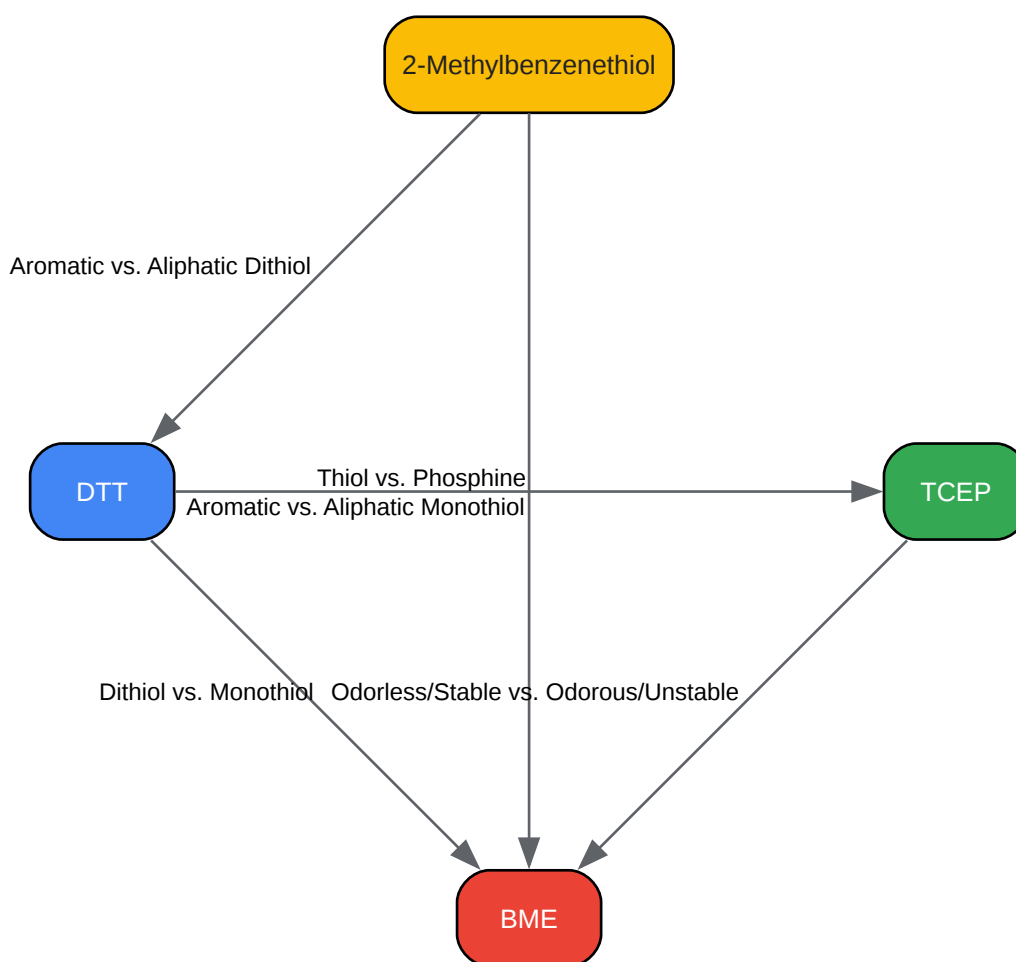 2-Methylbenzenethiol
Aromatic vs. Aliphatic Dithiol
Thiol vs. Phosphine
DTT
TCEP
Aromatic vs. Aliphatic Monothiol
Dithiol vs. Monothiol
Odorless/Stable vs. Odorous/Unstable
BME